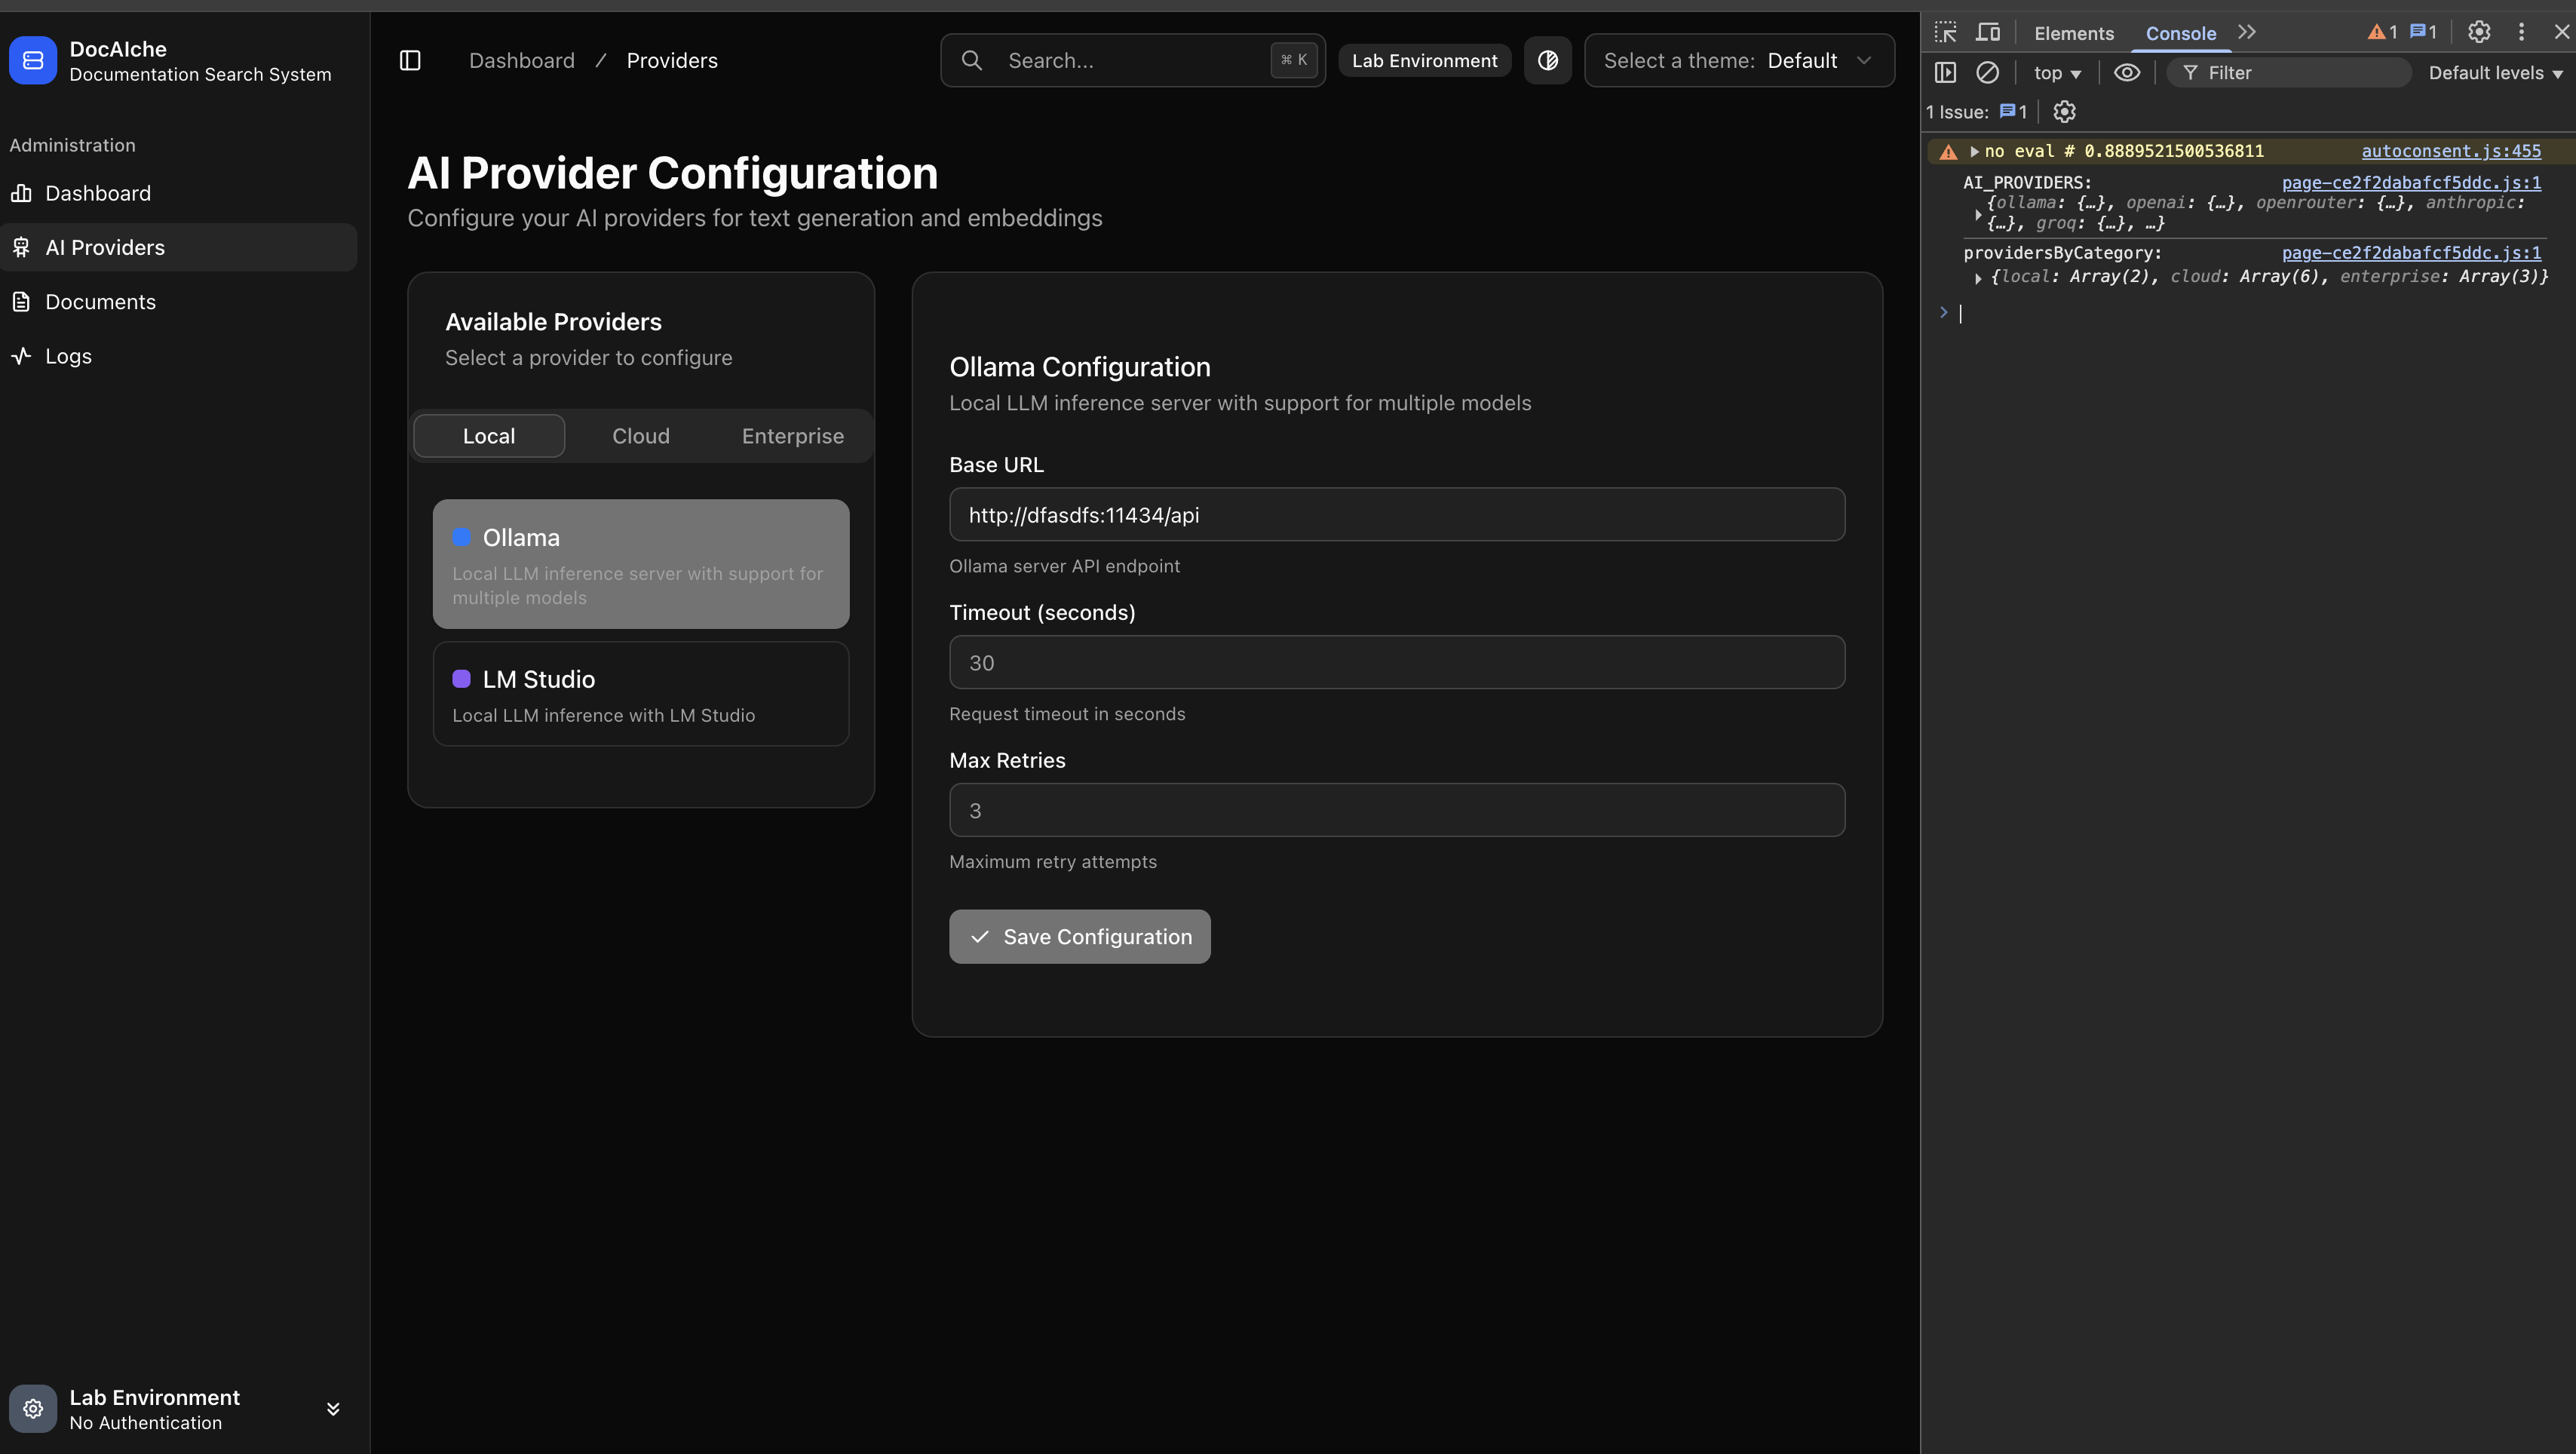 DocAIche
Documentation Search System
Administration
Dashboard
AI Providers
Documents
Logs
Lab Environment
No Authentication
Dashboard / Providers
Search...
⌘ K
Lab Environment
Select a theme: Default
AI Provider Configuration
Configure your AI providers for text generation and embeddings
Available Providers
Select a provider to configure
Local Cloud Enterprise
Ollama
Local LLM inference server with support for
multiple models
LM Studio
Local LLM inference with LM Studio
Ollama Configuration
Local LLM inference server with support for multiple models
Base URL
http://dfasdfs:11434/api
Ollama server API endpoint
Timeout (seconds)
30
Request timeout in seconds
Max Retries
3
Maximum retry attempts
Save Configuration
Elements Console 1 1
top Filter Default levels
1 Issue: 1
no eval # 0.8889521500536811 autoconsent.js:455
AI_PROVIDERS: page-ce2f2dabafcf5ddc.js:1
{ollama: {…}, openai: {…}, openrouter: {…}, anthropic:
{…}, groq: {…}, …}
providersByCategory: page-ce2f2dabafcf5ddc.js:1
{local: Array(2), cloud: Array(6), enterprise: Array(3)}